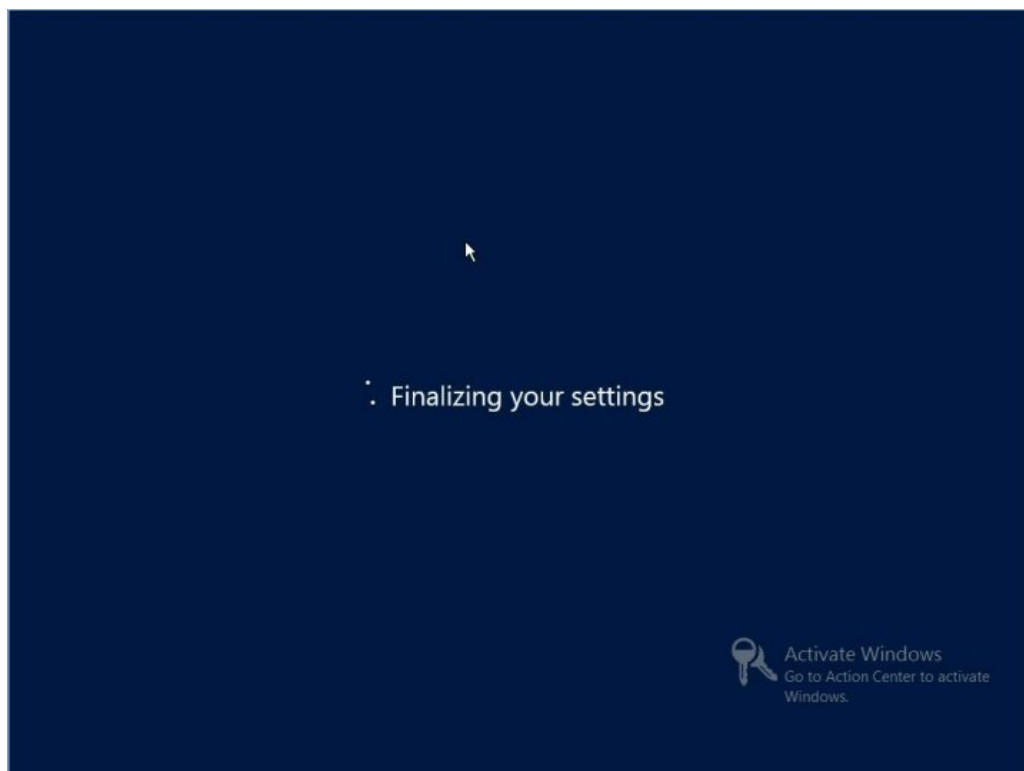 Finalizing your settings
Activate Windows
Go to Action Center to activate
Windows.